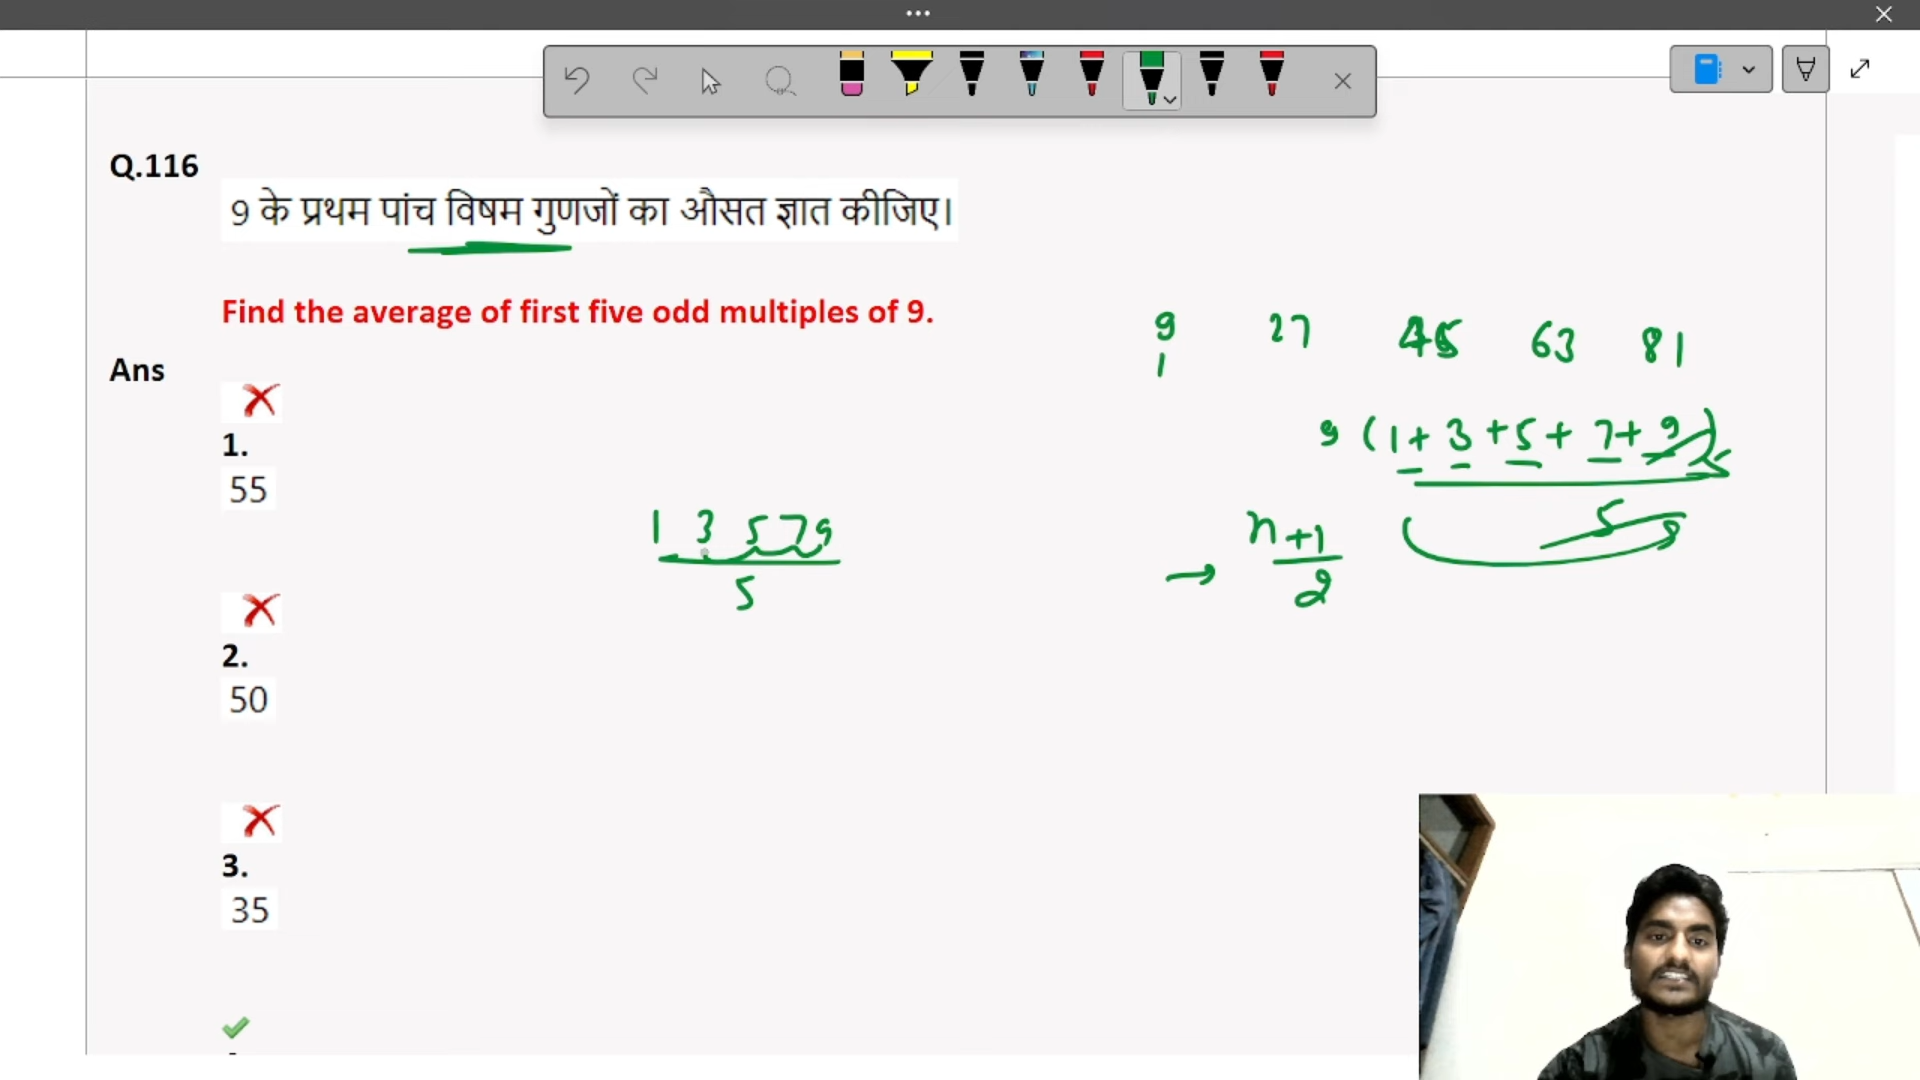 Q.116
9 के प्रथम पांच विषम गुणजों का औसत ज्ञात कीजिए।
Find the average of first five odd multiples of 9.
9 27 45 63 81
1
Ans
9 (1 + 3 + 5 + 7 + 9)
5
5
1. 55
1 3 5 7 9
5
n+1
2
2. 50
3. 35